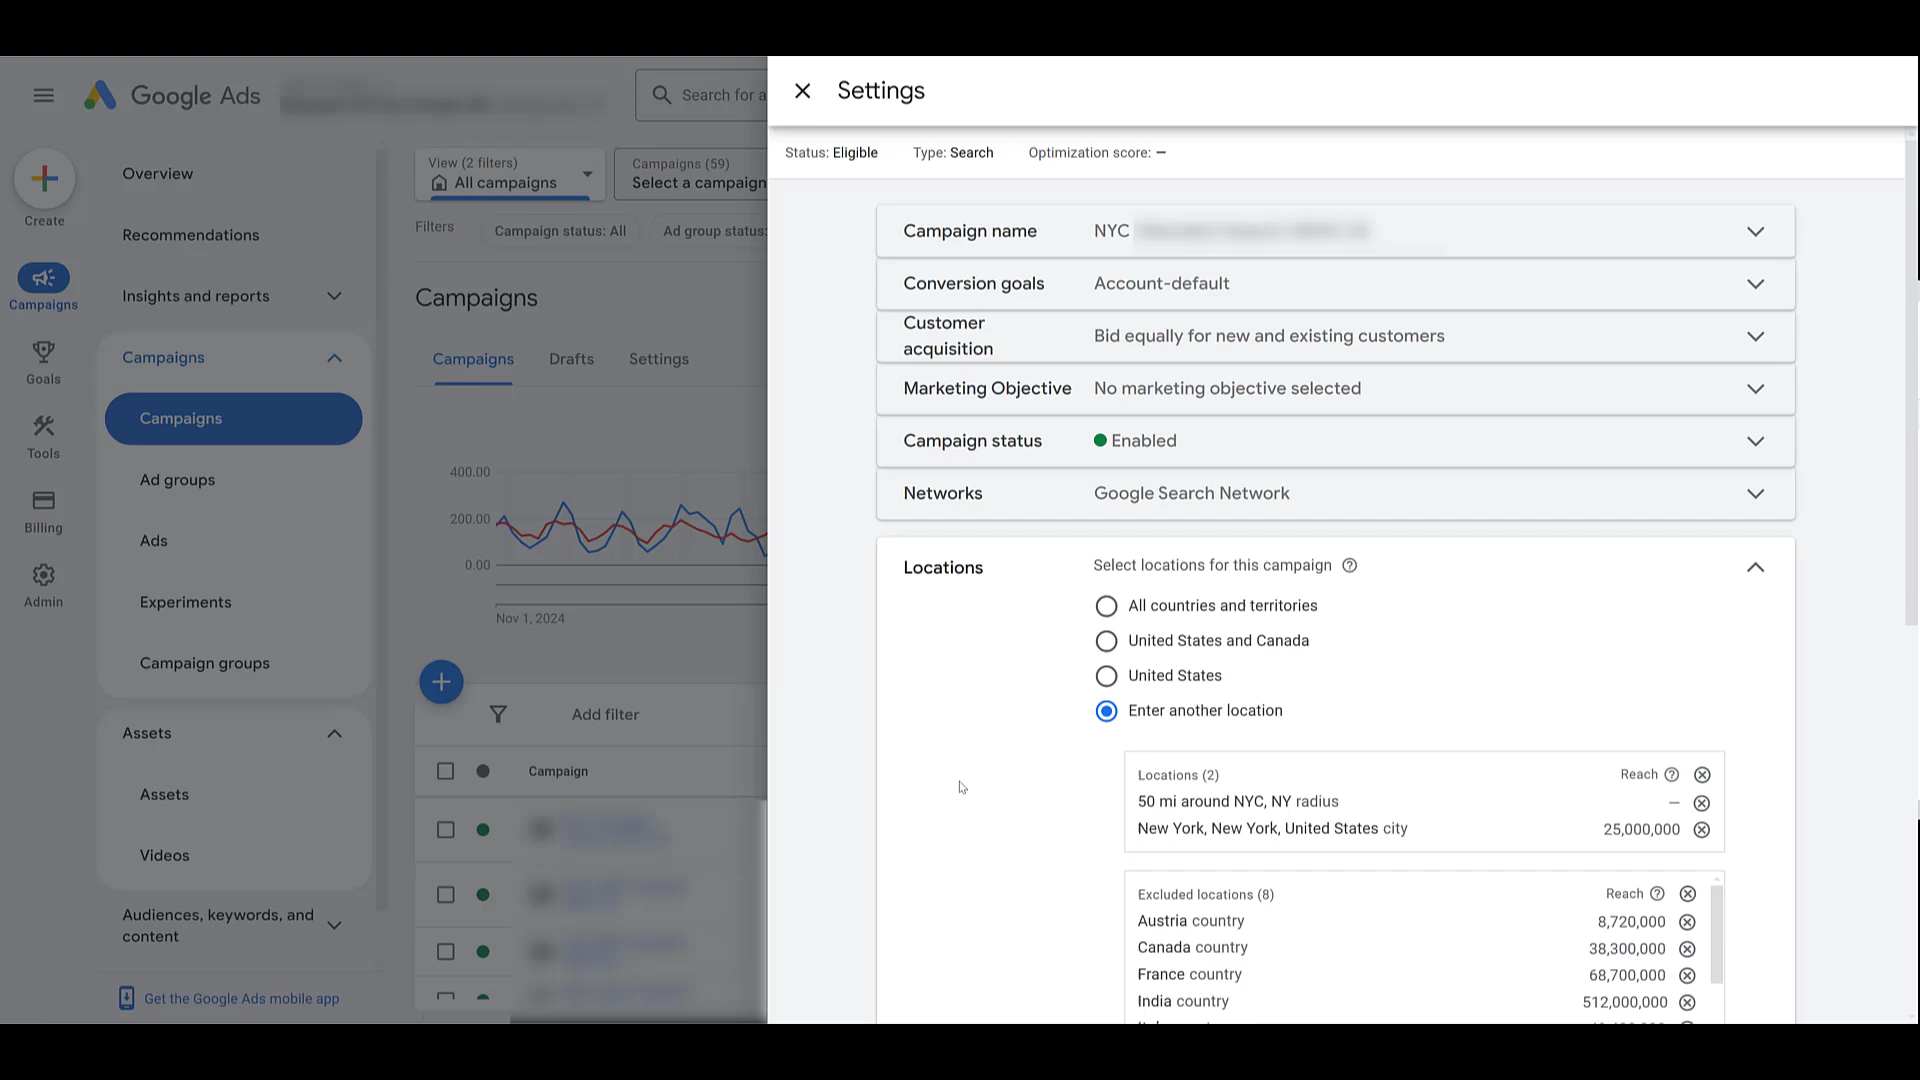 Google Ads
Search for a
Create
Campaigns
Goals
Tools
Billing
Admin
Overview
Recommendations
Insights and reports
Campaigns
Campaigns
Ad groups
Ads
Experiments
Campaign groups
Assets
Assets
Videos
Audiences, keywords, and
content
Get the Google Ads mobile app
View (2 filters)
All campaigns
Campaigns (59)
Select a campaign
Filters
Campaign status: All
Ad group status:
Campaigns
Campaigns Drafts Settings
400.00
200.00
0.00
Nov 1, 2024
Add filter
Campaign
Settings
Status: Eligible Type: Search Optimization score: –
Campaign name NYC
Conversion goals Account-default
Customer
acquisition
Bid equally for new and existing customers
Marketing Objective No marketing objective selected
Campaign status Enabled
Networks Google Search Network
Locations Select locations for this campaign
All countries and territories
United States and Canada
United States
Enter another location
Locations (2) Reach
50 mi around NYC, NY radius –
New York, New York, United States city 25,000,000
Excluded locations (8) Reach
Austria country 8,720,000
Canada country 38,300,000
France country 68,700,000
India country 512,000,000